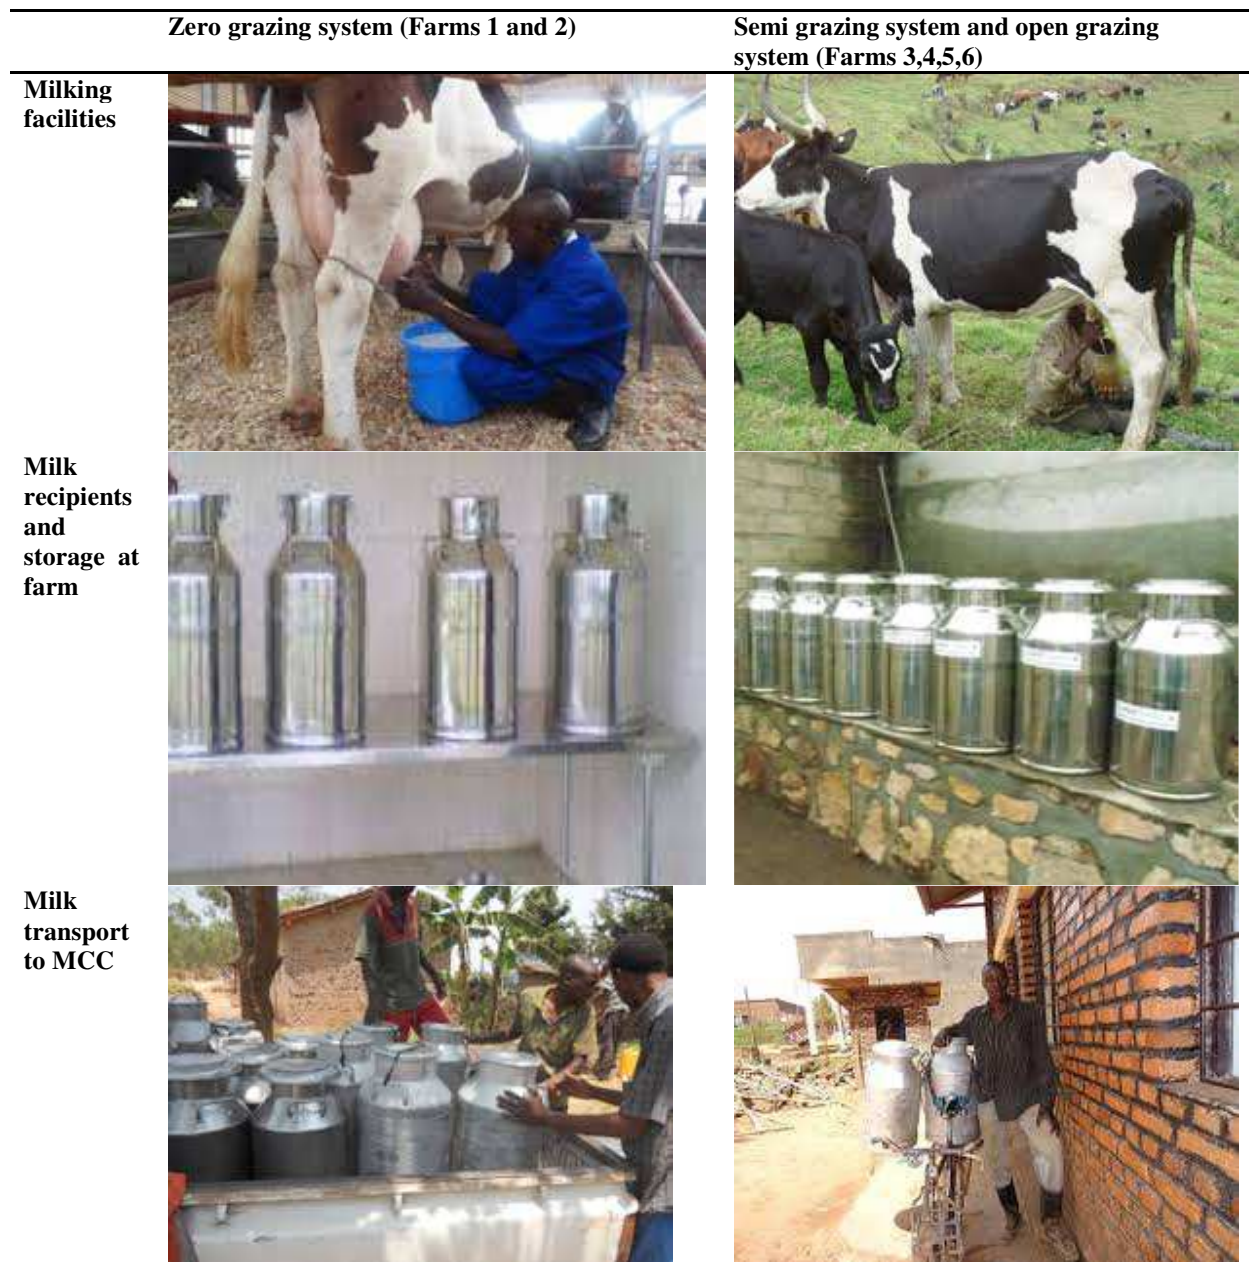 Zero grazing system (Farms 1 and 2)
Semi grazing system and open grazing
system (Farms 3,4,5,6)
Milking
facilities
Milk
recipients
and
storage at
farm
Milk
transport
to MCC